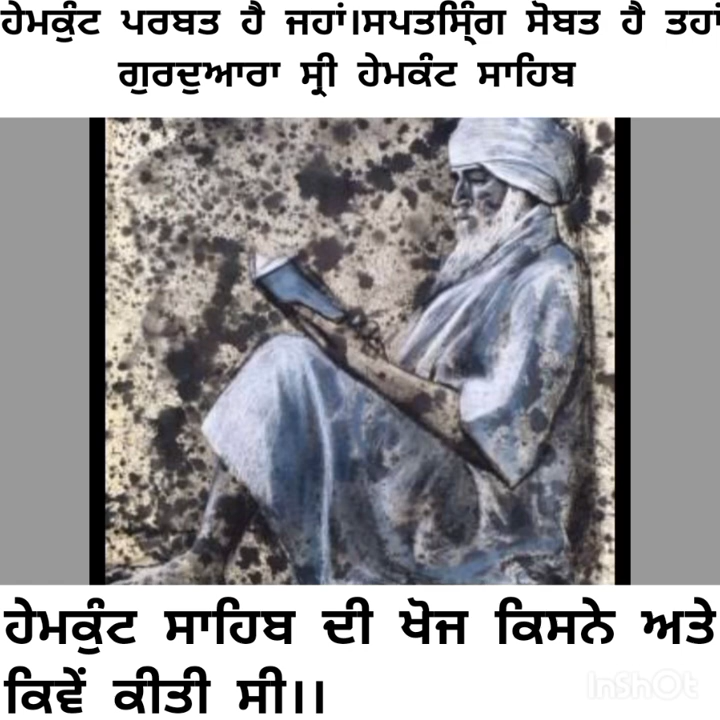 ਹੇਮਕੁੰਟ ਪਰਬਤ ਹੈ ਜਹਾਂ।ਸਪਤਸ੍ਰਿੰਗ ਸੋਬਤ ਹੈ ਤਹਾਂ
ਗੁਰਦੁਆਰਾ ਸ੍ਰੀ ਹੇਮਕੰਟ ਸਾਹਿਬ
ਹੇਮਕੁੰਟ ਸਾਹਿਬ ਦੀ ਖੋਜ ਕਿਸਨੇ ਅਤੇ
ਕਿਵੇਂ ਕੀਤੀ ਸੀ।।
InShOt